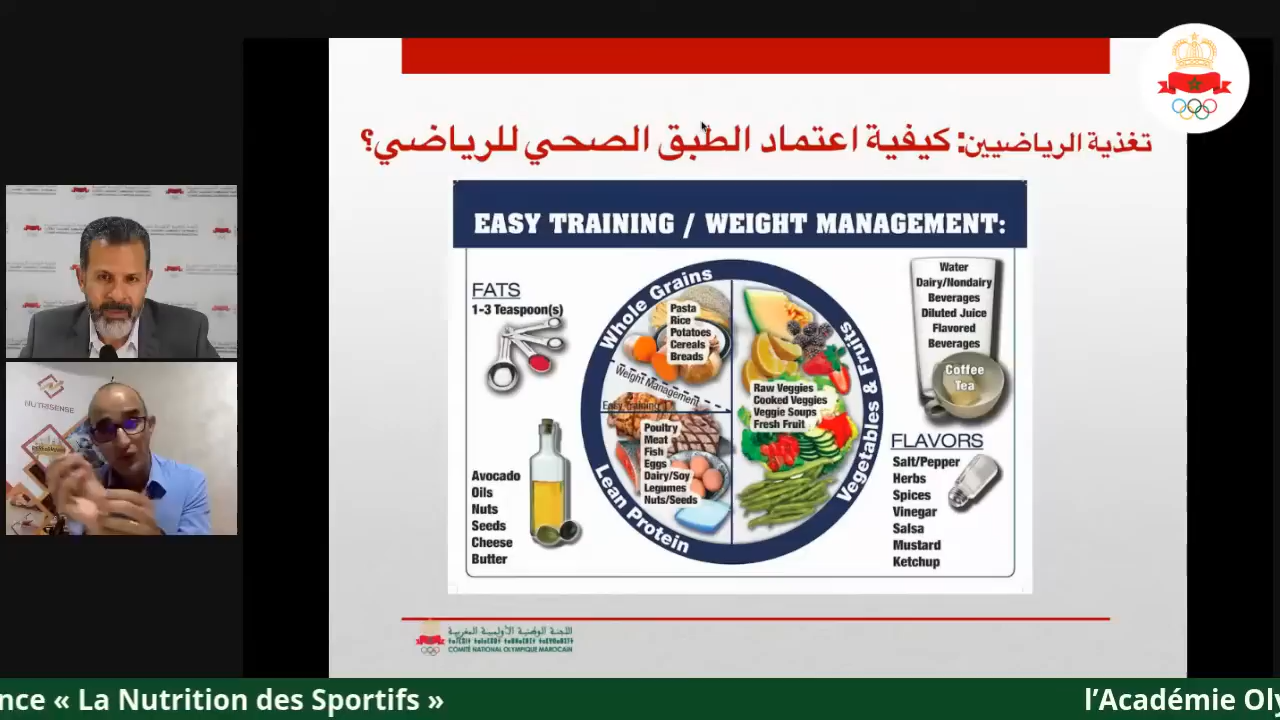 تغذية الرياضيين: كيفية اعتماد الطبق الصحي للرياضي؟
EASY TRAINING / WEIGHT MANAGEMENT:
FATS
1-3 Teaspoon(s)
Avocado
Oils
Nuts
Seeds
Cheese
Butter
Whole Grains
Pasta
Rice
Potatoes
Cereals
Breads
Weight Management
Easy Training
Poultry
Meat
Fish
Eggs
Dairy/Soy
Legumes
Nuts/Seeds
Lean Protein
Raw Veggies
Cooked Veggies
Veggie Soups
Fresh Fruit
Vegetables & Fruits
Water
Dairy/Nondairy
Beverages
Diluted Juice
Flavored
Beverages
Coffee
Tea
FLAVORS
Salt/Pepper
Herbs
Spices
Vinegar
Salsa
Mustard
Ketchup
NUTRISENSE
اللجنة الوطنية الأولمبية المغربية
COMITÉ NATIONAL OLYMPIQUE MAROCAIN
nce « La Nutrition des Sportifs »
l’Académie Oly